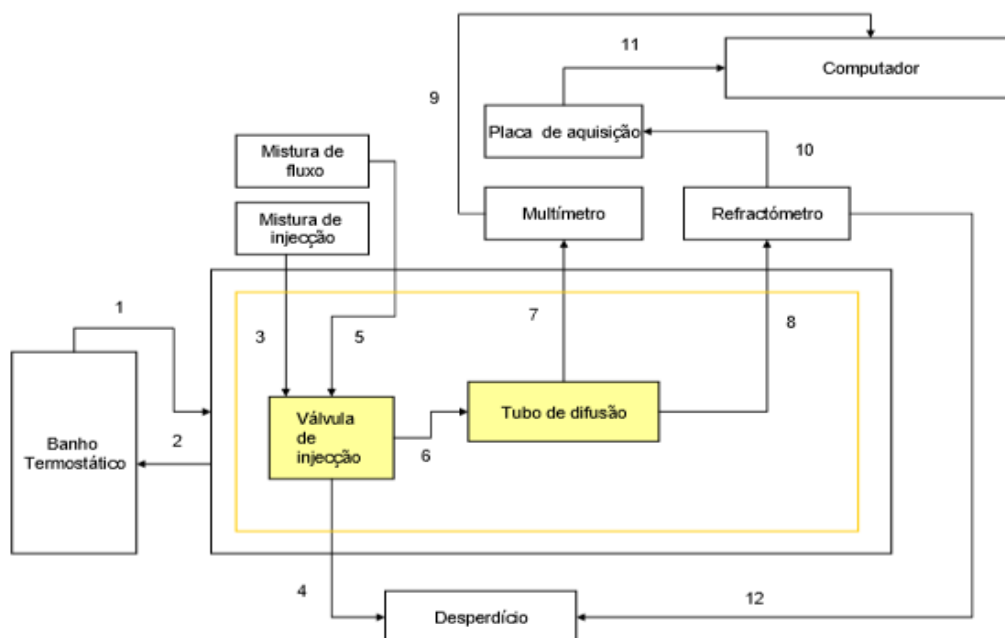 11
Computador
9
Placa de aquisição
10
Mistura de
fluxo
Mistura de
injecção
Multímetro
Refractómetro
1
3
5
7
8
Válvula
de
injecção
Tubo de difusão
Banho
Termostático
2
6
4
Desperdício
12